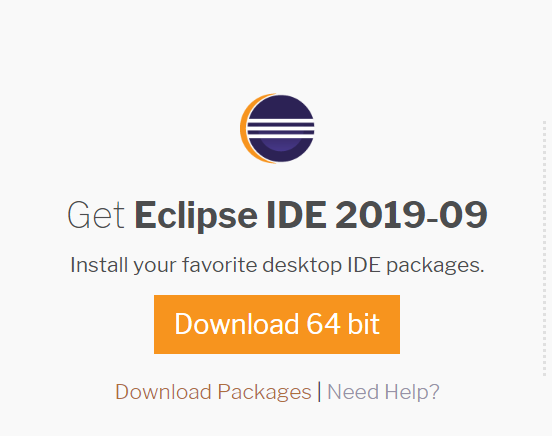 Get Eclipse IDE 2019-09
Install your favorite desktop IDE packages.
Download 64 bit
Download Packages | Need Help?